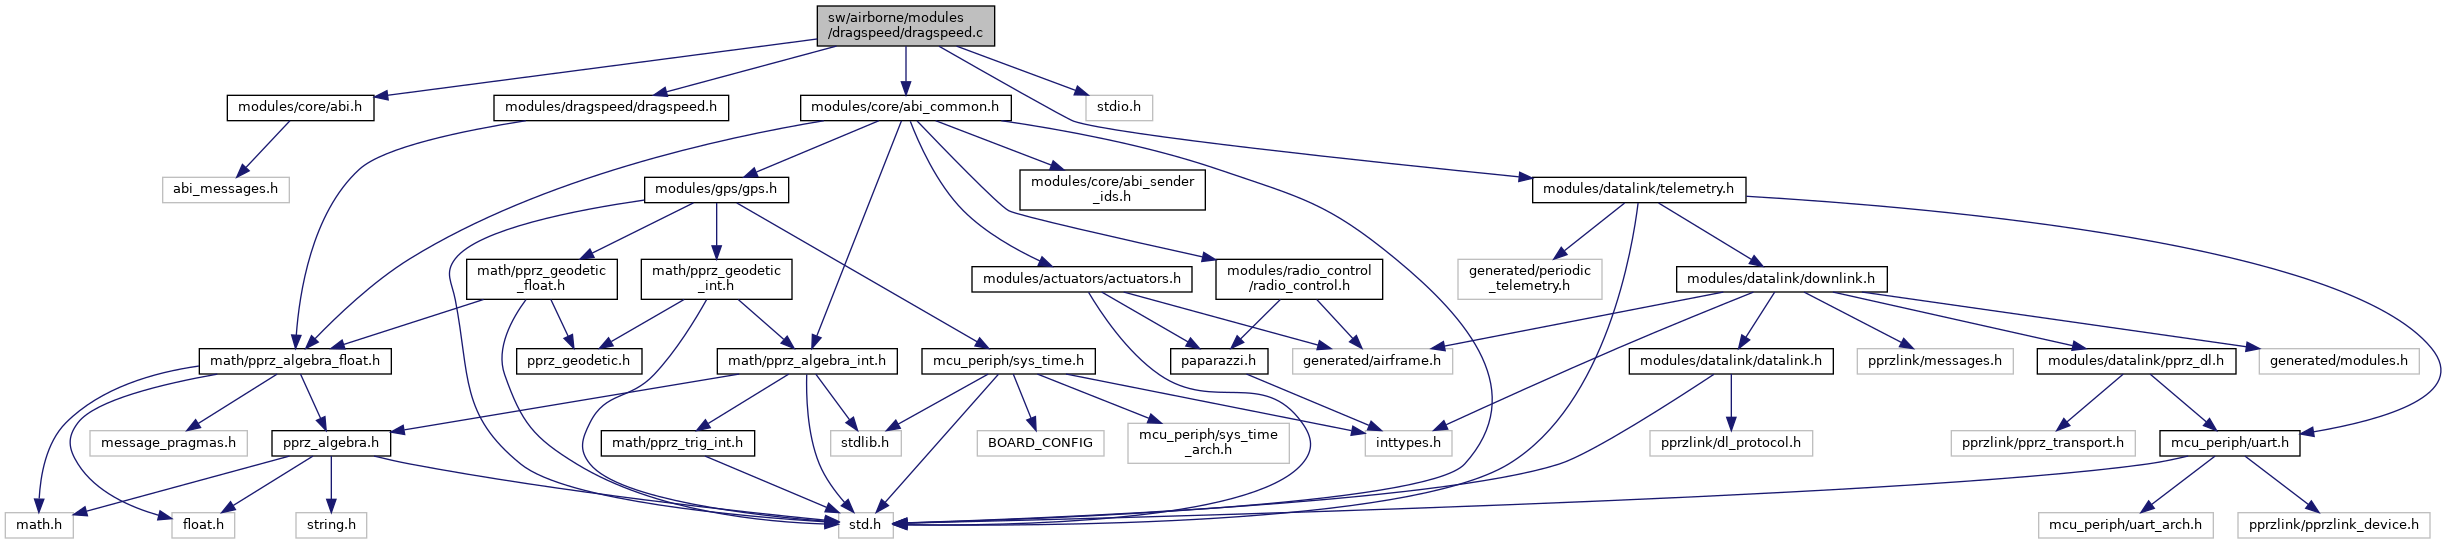 sw/airborne/modules
/dragspeed/dragspeed.c
modules/core/abi.h
modules/dragspeed/dragspeed.h
modules/core/abi_common.h
stdio.h
abi_messages.h
modules/gps/gps.h
modules/core/abi_sender
_ids.h
modules/datalink/telemetry.h
math/pprz_geodetic
_float.h
math/pprz_geodetic
_int.h
modules/actuators/actuators.h
modules/radio_control
/radio_control.h
generated/periodic
_telemetry.h
modules/datalink/downlink.h
math/pprz_algebra_float.h
pprz_geodetic.h
math/pprz_algebra_int.h
mcu_periph/sys_time.h
paparazzi.h
generated/airframe.h
modules/datalink/datalink.h
pprzlink/messages.h
modules/datalink/pprz_dl.h
generated/modules.h
message_pragmas.h
pprz_algebra.h
math/pprz_trig_int.h
stdlib.h
BOARD_CONFIG
mcu_periph/sys_time
_arch.h
inttypes.h
pprzlink/dl_protocol.h
pprzlink/pprz_transport.h
mcu_periph/uart.h
math.h
float.h
string.h
std.h
mcu_periph/uart_arch.h
pprzlink/pprzlink_device.h